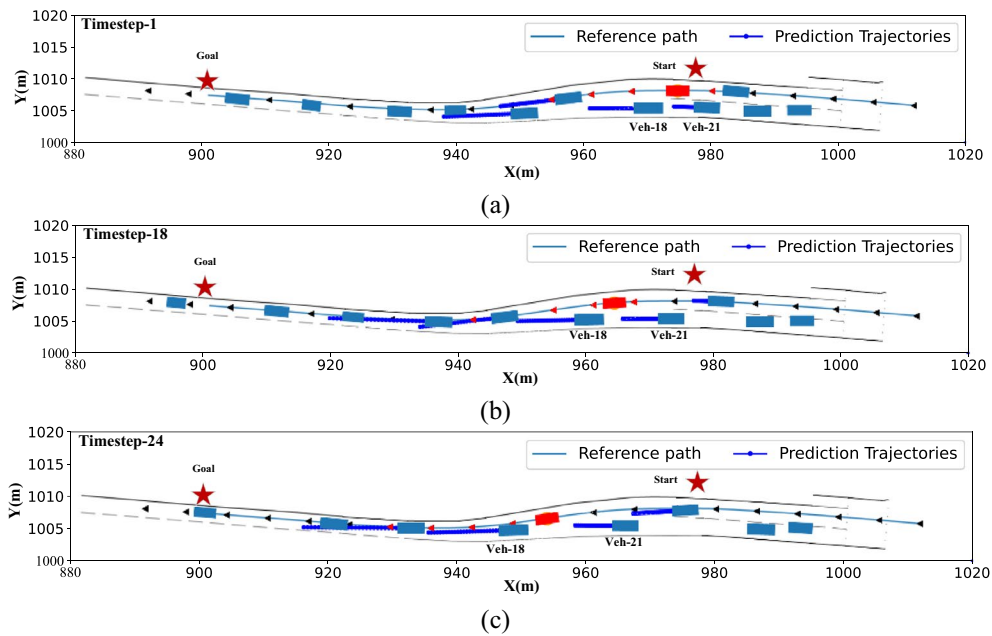 1020
Timestep-1
Reference path
Prediction Trajectories
1015
Goal
Start
1010
Y(m)
1005
Veh-18
Veh-21
1000
880
900
920
940
960
980
1000
1020
X(m)
(a)
1020
Timestep-18
Reference path
Prediction Trajectories
1015
Goal
Start
1010
Y(m)
1005
Veh-18
Veh-21
1000
880
900
920
940
960
980
1000
1020
X(m)
(b)
1020
Timestep-24
Reference path
Prediction Trajectories
1015
Goal
Start
1010
Y(m)
1005
Veh-18
Veh-21
1000
880
900
920
940
960
980
1000
1020
X(m)
(c)